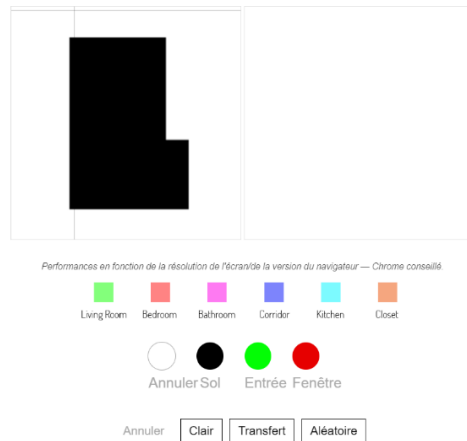 Performances en fonction de la résolution de l'écran/de la version du navigateur — Chrome conseillé.
Living Room Bedroom Bathroom Corridor Kitchen Closet
Annuler Sol Entrée Fenêtre
Annuler Clair Transfert Aléatoire